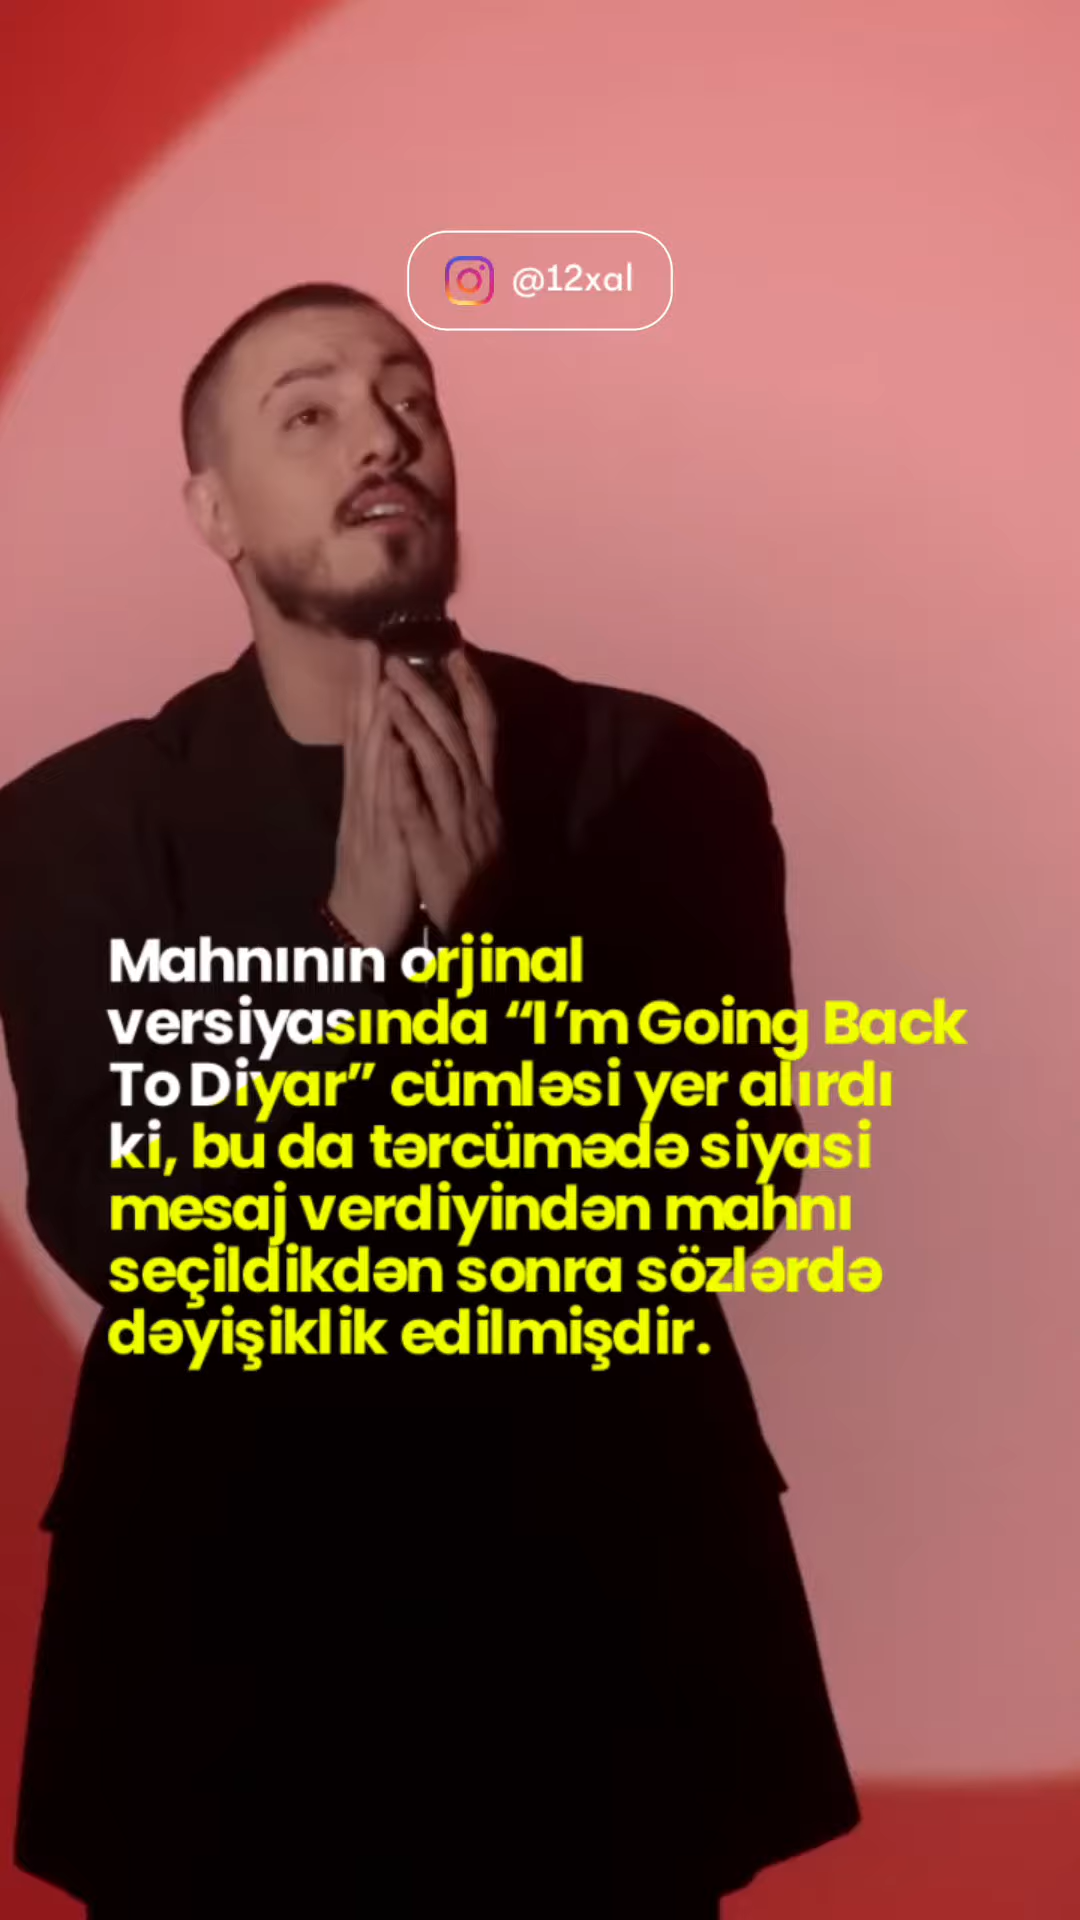 @12xal
Mahnının orjinal
versiyasında “I’m Going Back
To Diyar” cümləsi yer alırdı
ki, bu da tərcümədə siyasi
mesaj verdiyindən mahnı
seçildikdən sonra sözlərdə
dəyişiklik edilmişdir.